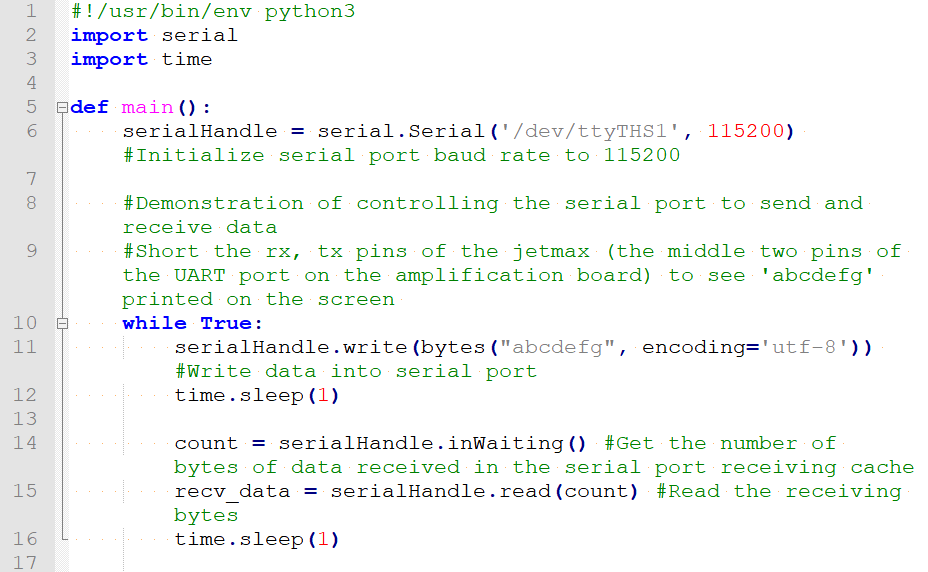 1 #!/usr/bin/env python3
2 import serial
3 import time
4
5 def main():
6 serialHandle = serial.Serial('/dev/ttyTHS1', 115200)
#Initialize serial port baud rate to 115200
7
8 #Demonstration of controlling the serial port to send and
receive data
9 #Short the rx, tx pins of the jetmax (the middle two pins of
the UART port on the amplification board) to see 'abcdefg'
printed on the screen
10 while True:
11 serialHandle.write(bytes("abcdefg", encoding='utf-8'))
#Write data into serial port
12 time.sleep(1)
13
14 count = serialHandle.inWaiting() #Get the number of
bytes of data received in the serial port receiving cache
15 recv_data = serialHandle.read(count) #Read the receiving
bytes
16 time.sleep(1)
17